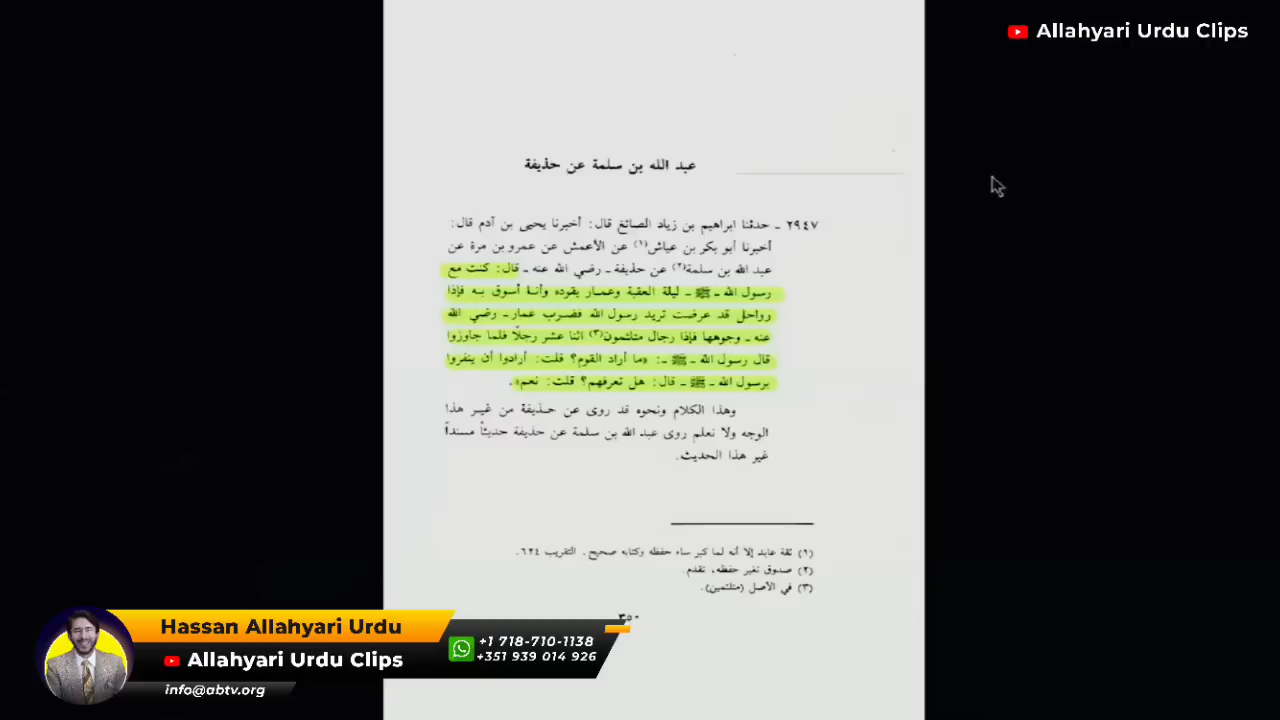 Allahyari Urdu Clips
عبد الله بن سلمة عن حذيفة
٢٩٤٧ ـ حدثنا ابراهيم بن زياد الصائغ قال: أخبرنا يحيى بن آدم قال:
أخبرنا أبو بكر بن عياش(١) عن الأعمش عن عمرو بن مرة عن
عبد الله بن سلمة(٢) عن حذيفة ـ رضي الله عنه ـ قال: كنت مع
رسول الله ـ ﷺ ـ ليلة العقبة وعمار يقوده وأنا أسوق به فإذا
رواحل قد عرضت تريد رسول الله فضرب عمار ـ رضي الله
عنه ـ وجوهها فإذا رجال متلثمون(٣) اثنا عشر رجلًا فلما جاوزوا
قال رسول الله ـ ﷺ ـ: «ما أراد القوم؟ قلت: أرادوا أن ينفروا
برسول الله ـ ﷺ ـ قال: هل تعرفهم؟ قلت: نعم».
وهذا الكلام ونحوه قد روى عن حذيفة من غير هذا
الوجه ولا نعلم روى عبد الله بن سلمة عن حذيفة حديثاً مسنداً
غير هذا الحديث.
(١) ثقة عابد إلا أنه لما كبر ساء حفظه وكتابه صحيح. التقريب ٦٢٤.
(٢) صدوق تغير حفظه، تقدم.
(٣) في الأصل (متلثمين).
٣٥٠
Hassan Allahyari Urdu
Allahyari Urdu Clips
info@abtv.org
+1 718-710-1138
+351 939 014 926